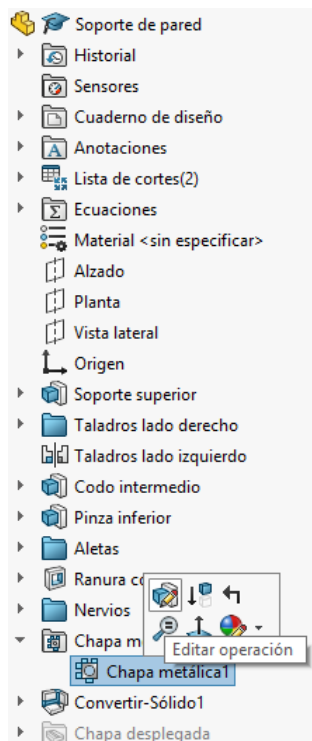 Soporte de pared
Historial
Sensores
Cuaderno de diseño
Anotaciones
Lista de cortes(2)
Ecuaciones
Material <sin especificar>
Alzado
Planta
Vista lateral
Origen
Soporte superior
Taladros lado derecho
Taladros lado izquierdo
Codo intermedio
Pinza inferior
Aletas
Ranura
Nervios
Chapa
Editar operación
Chapa metálica1
Convertir-Sólido1
Chapa desplegada